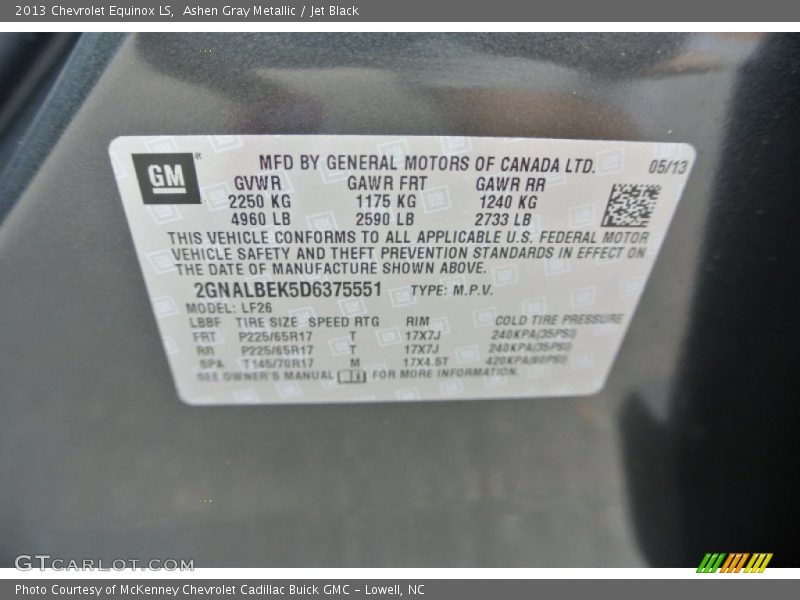 2013 Chevrolet Equinox LS, Ashen Gray Metallic / Jet Black
GM® MFD BY GENERAL MOTORS OF CANADA LTD. 05/13
GVWR GAWR FRT GAWR RR
2250 KG 1175 KG 1240 KG
4960 LB 2590 LB 2733 LB
THIS VEHICLE CONFORMS TO ALL APPLICABLE U.S. FEDERAL MOTOR
VEHICLE SAFETY AND THEFT PREVENTION STANDARDS IN EFFECT ON
THE DATE OF MANUFACTURE SHOWN ABOVE.
2GNALBEK5D6375551 TYPE: M.P.V.
MODEL: LF26
LBBF TIRE SIZE SPEED RTG RIM COLD TIRE PRESSURE
FRT P225/65R17 T 17X7J 240KPA(35PSI)
RR P225/65R17 T 17X7J 240KPA(35PSI)
SPA T145/70R17 M 17X4.5T 420KPA(60PSI)
SEE OWNER'S MANUAL FOR MORE INFORMATION.
GTCARLOT.COM
Photo Courtesy of McKenney Chevrolet Cadillac Buick GMC - Lowell, NC